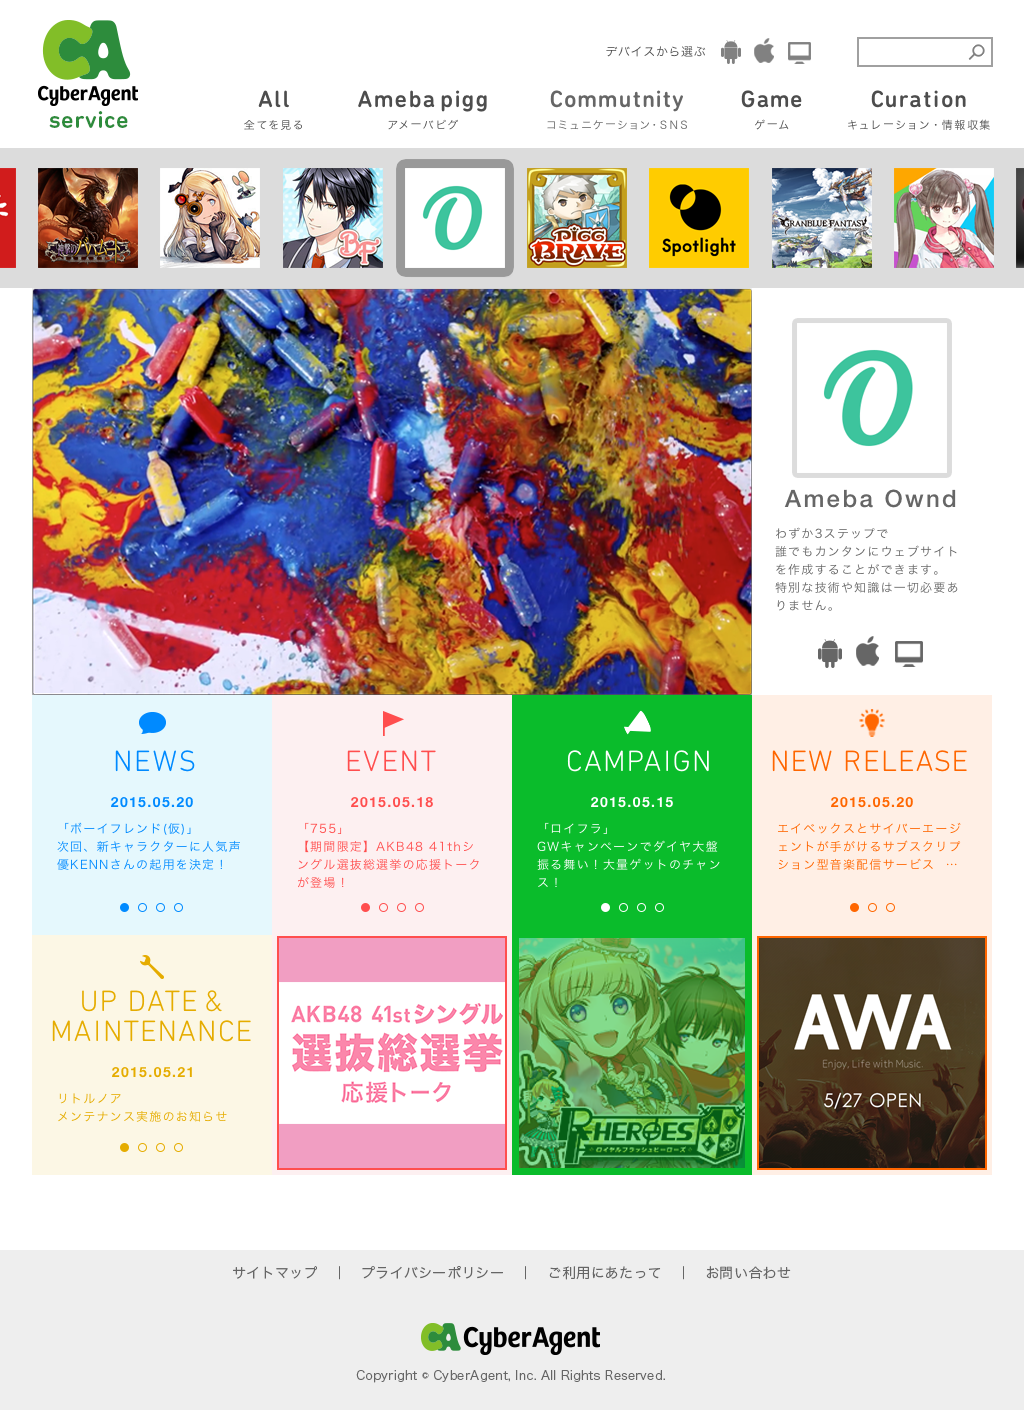 CyberAgent
service
デバイスから選ぶ
All
全てを見る
Ameba pigg
アメーバピグ
Commutnity
コミュニケーション・SNS
Game
ゲーム
Curation
キュレーション・情報収集
BF
PIGG
BRAVE
Spotlight
GRANBLUE FANTASY
Ameba Ownd
わずか3ステップで
誰でもカンタンにウェブサイト
を作成することができます。
特別な技術や知識は一切必要あ
りません。
NEWS
2015.05.20
「ボーイフレンド(仮)」
次回、新キャラクターに人気声
優KENNさんの起用を決定！
EVENT
2015.05.18
「755」
【期間限定】AKB48 41thシ
ングル選抜総選挙の応援トーク
が登場！
CAMPAIGN
2015.05.15
「ロイフラ」
GWキャンペーンでダイヤ大盤
振る舞い！大量ゲットのチャン
ス！
NEW RELEASE
2015.05.20
エイベックスとサイバーエージ
ェントが手がけるサブスクリプ
ション型音楽配信サービス …
UP DATE &
MAINTENANCE
2015.05.21
リトルノア
メンテナンス実施のお知らせ
AKB48 41stシングル
選抜総選挙
応援トーク
HEROES
ロイヤルフラッシュヒーローズ
AWA
Enjoy, Life with Music.
5/27 OPEN
サイトマップ | プライバシーポリシー | ご利用にあたって | お問い合わせ
CyberAgent
Copyright © CyberAgent, Inc. All Rights Reserved.